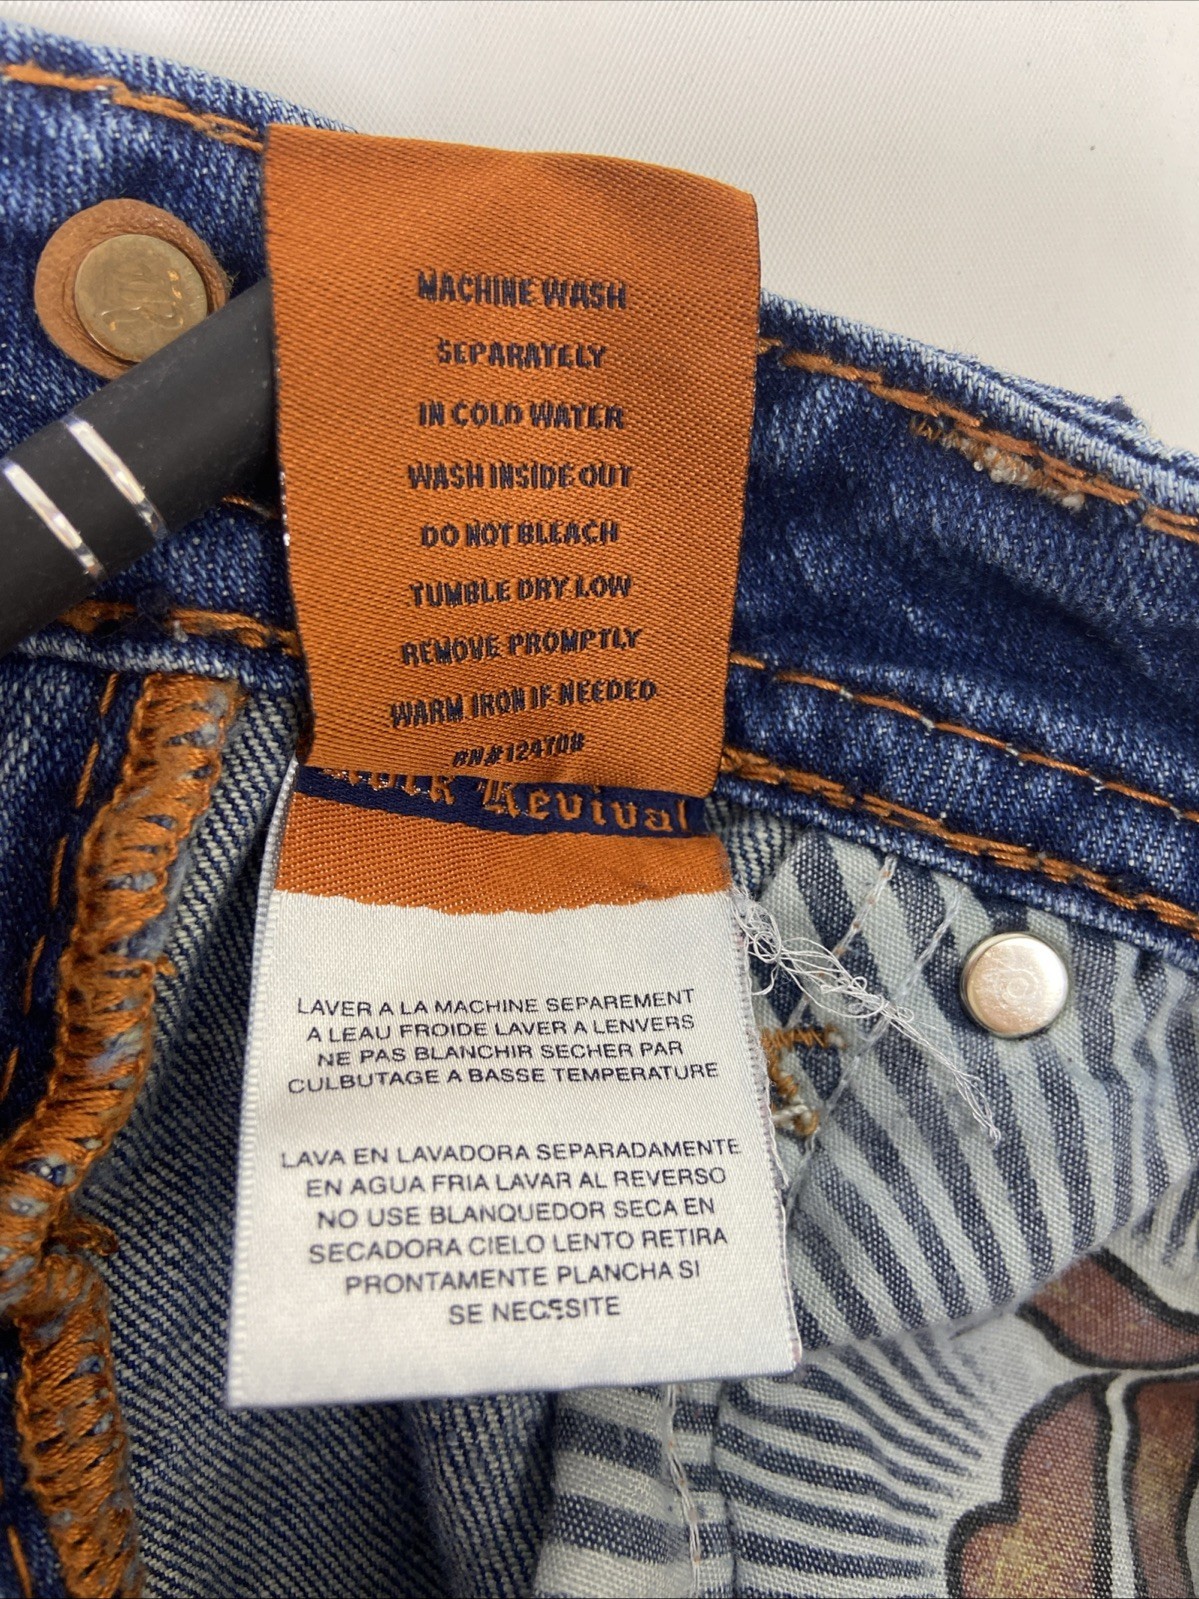 MACHINE WASH
SEPARATELY
IN COLD WATER
WASH INSIDE OUT
DO NOT BLEACH
TUMBLE DRY LOW
REMOVE PROMPTLY
WARM IRON IF NEEDED
Revival
LAVER A LA MACHINE SEPAREMENT
A LEAU FROIDE LAVER A LENVERS
NE PAS BLANCHIR SECHER PAR
CULBUTAGE A BASSE TEMPERATURE
LAVA EN LAVADORA SEPARADAMENTE
EN AGUA FRIA LAVAR AL REVERSO
NO USE BLANQUEDOR SECA EN
SECADORA CIELO LENTO RETIRA
PRONTAMENTE PLANCHA SI
SE NECESITE